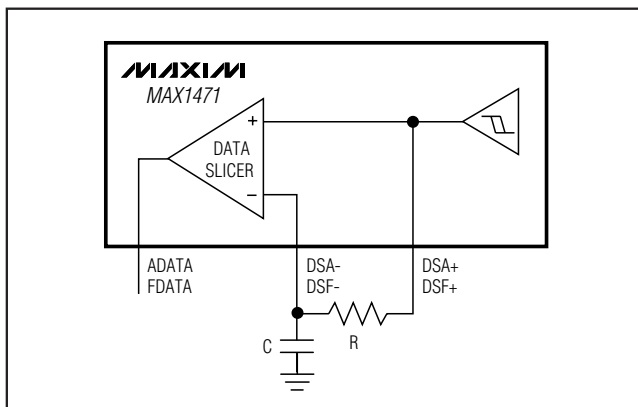 MAXIM
MAX1471
DATA
SLICER
+
−
ADATA
FDATA
DSA-
DSF-
DSA+
DSF+
C
R